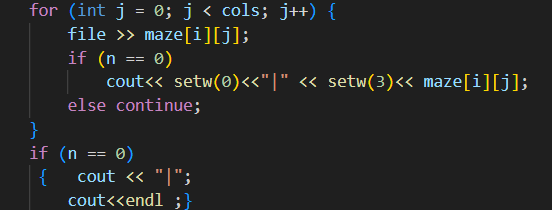 for (int j = 0; j < cols; j++) {
file >> maze[i][j];
if (n == 0)
cout<< setw(0)<<"|" << setw(3)<< maze[i][j];
else continue;
}
if (n == 0)
{   cout << "|";
cout<<endl ;}